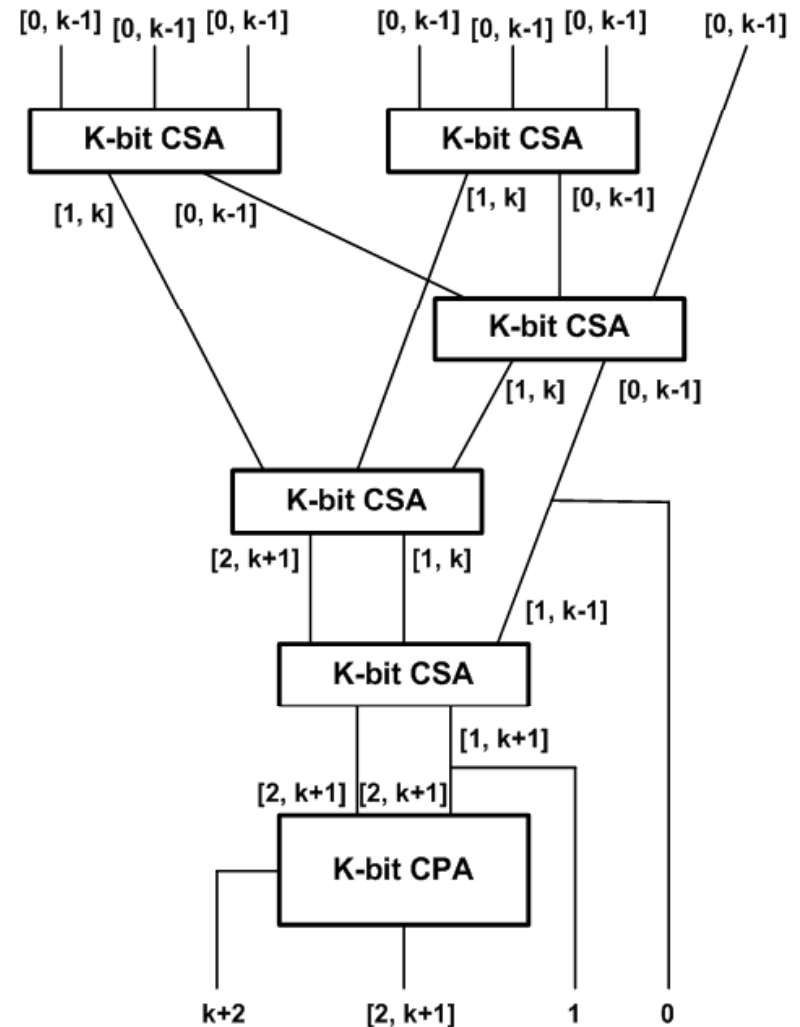 [0, k-1] [0, k-1] [0, k-1] [0, k-1] [0, k-1] [0, k-1] [0, k-1]
K-bit CSA K-bit CSA
[1, k] [0, k-1] [1, k] [0, k-1]
K-bit CSA
[1, k] [0, k-1]
K-bit CSA
[2, k+1] [1, k]
[1, k-1]
K-bit CSA
[1, k+1]
[2, k+1] [2, k+1]
K-bit CPA
k+2 [2, k+1] 1 0